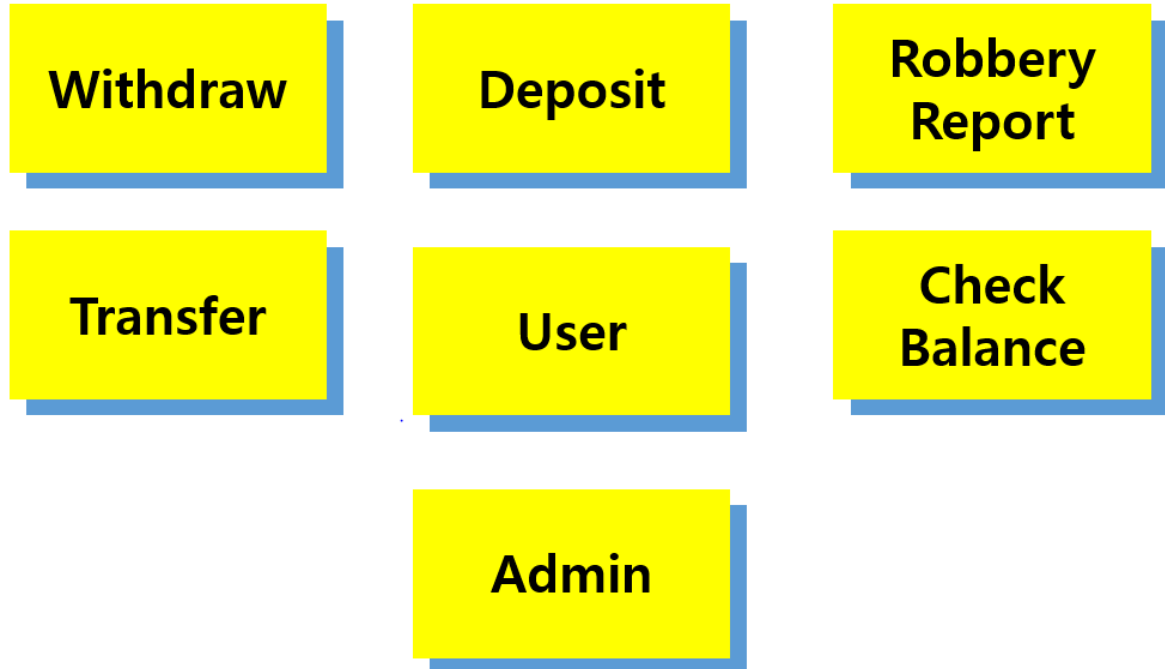 Withdraw
Deposit
Robbery
Report
Transfer
User
Check
Balance
Admin